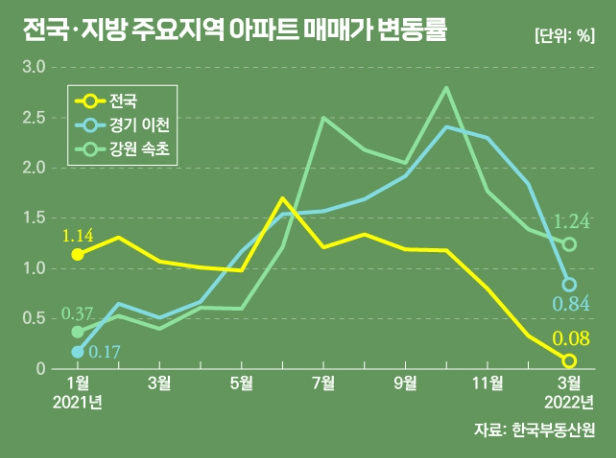 전국·지방 주요지역 아파트 매매가 변동률
[단위: %]
3.0
2.5
2.0
1.5
1.0
0.5
0
전국
경기 이천
강원 속초
1.14
0.37
0.17
1.24
0.84
0.08
1월 3월 5월 7월 9월 11월 3월
2021년 2022년
자료: 한국부동산원